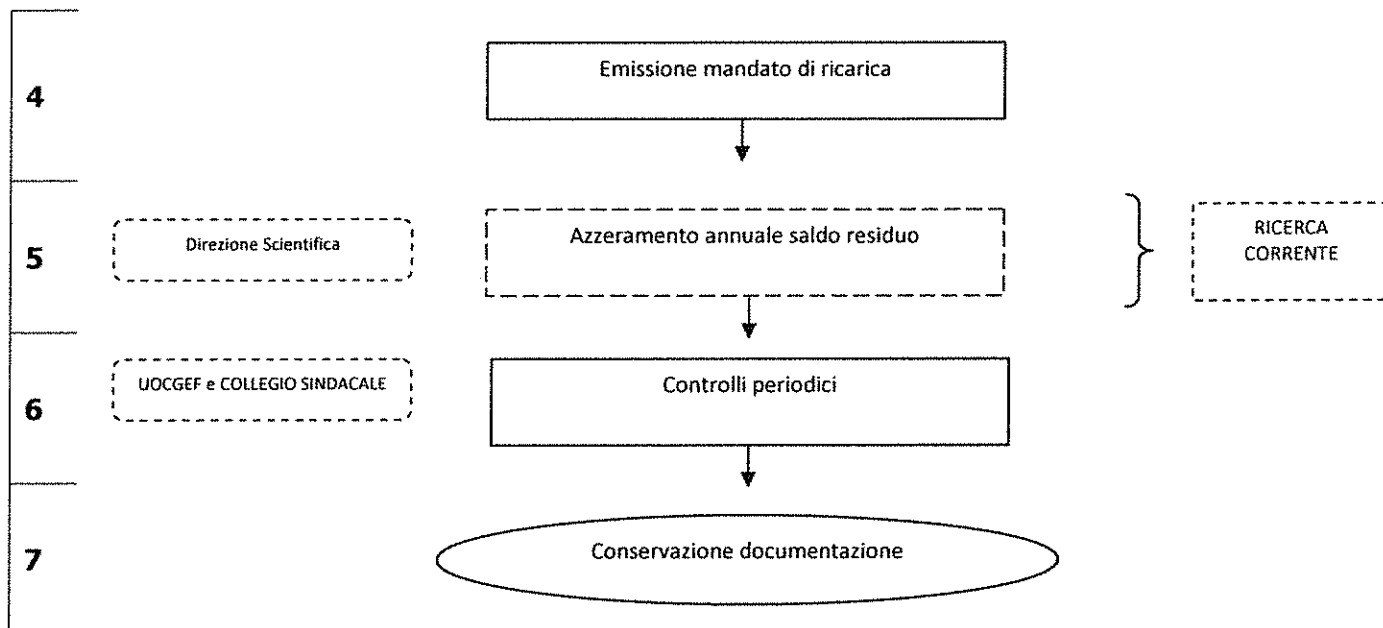 4
Emissione mandato di ricarica
5
Direzione Scientifica
Azzeramento annuale saldo residuo
RICERCA
CORRENTE
6
UOCGEF e COLLEGIO SINDACALE
Controlli periodici
7
Conservazione documentazione